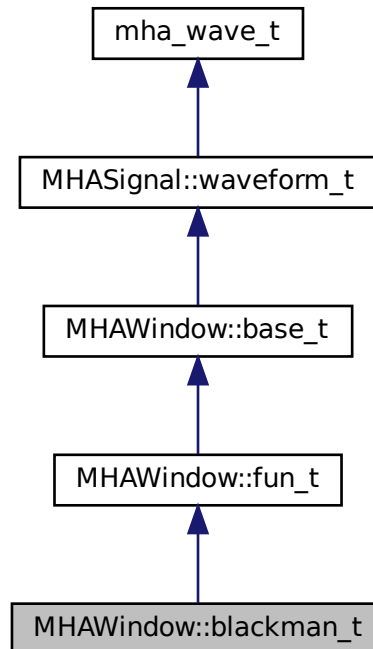 mha_wave_t
MHASignal::waveform_t
MHAWindow::base_t
MHAWindow::fun_t
MHAWindow::blackman_t